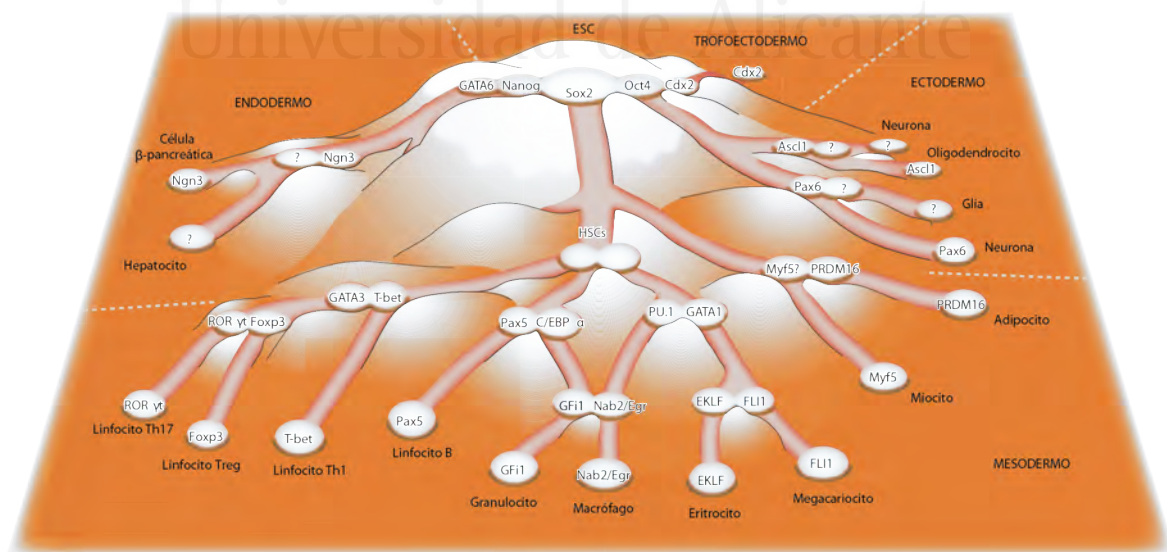 Universidad de Alicante
ESC
TROFOECTODERMO
GATA6 Nanog Sox2 Oct4 Cdx2 Cdx2
ECTODERMO
ENDODERMO
Célula
β-pancreática
? Ngn3
Ngn3
?
Hepatocito
Neurona
Ascl1 ? ?
Oligodendrocito
Ascl1
Pax6 ?
?
Glía
Pax6
Neurona
HSCs
Myf5? PRDM16
PRDM16
Adipocito
Myf5
Miocito
GATA3 T-bet
ROR γt Foxp3
Pax5 C/EBP α
PU.1 GATA1
ROR γt
Linfocito Th17
Foxp3
Linfocito Treg
T-bet
Linfocito Th1
Pax5
Linfocito B
GFi1 Nab2/Egr
EKLF FLI1
GFi1
Granulocito
Nab2/Egr
Macrófago
EKLF
Eritrocito
FLI1
Megacariocito
MESODERMO